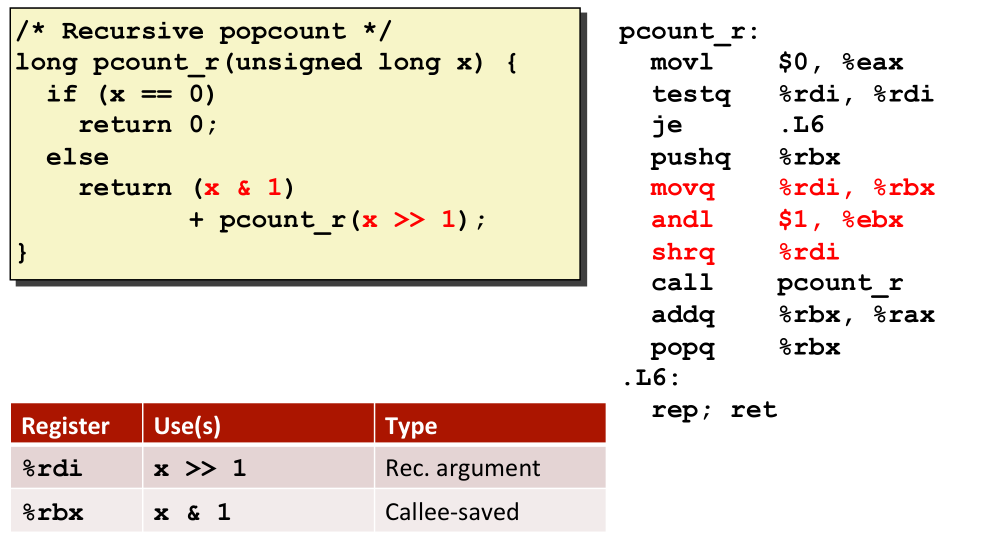 /* Recursive popcount */
long pcount_r(unsigned long x) {
  if (x == 0)
    return 0;
  else
    return (x & 1)
           + pcount_r(x >> 1);
}
pcount_r:
  movl    $0, %eax
  testq   %rdi, %rdi
  je      .L6
  pushq   %rbx
  movq    %rdi, %rbx
  andl    $1, %ebx
  shrq    %rdi
  call    pcount_r
  addq    %rbx, %rax
  popq    %rbx
.L6:
  rep; ret
Register Use(s) Type
%rdi x >> 1 Rec. argument
%rbx x & 1 Callee-saved